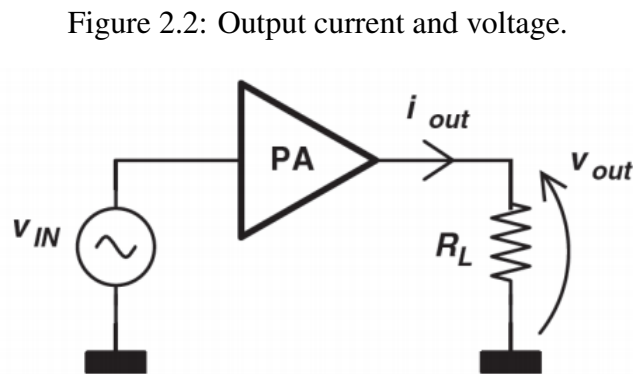 Figure 2.2: Output current and voltage.
i out
PA
v out
v IN
R L